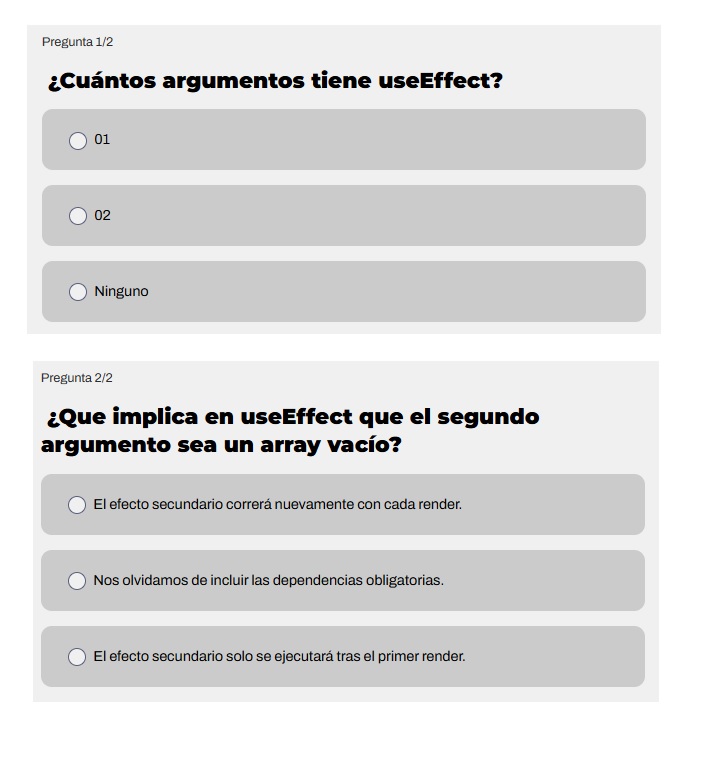 Pregunta 1/2
¿Cuántos argumentos tiene useEffect?
01
02
Ninguno
Pregunta 2/2
¿Que implica en useEffect que el segundo
argumento sea un array vacío?
El efecto secundario correrá nuevamente con cada render.
Nos olvidamos de incluir las dependencias obligatorias.
El efecto secundario solo se ejecutará tras el primer render.